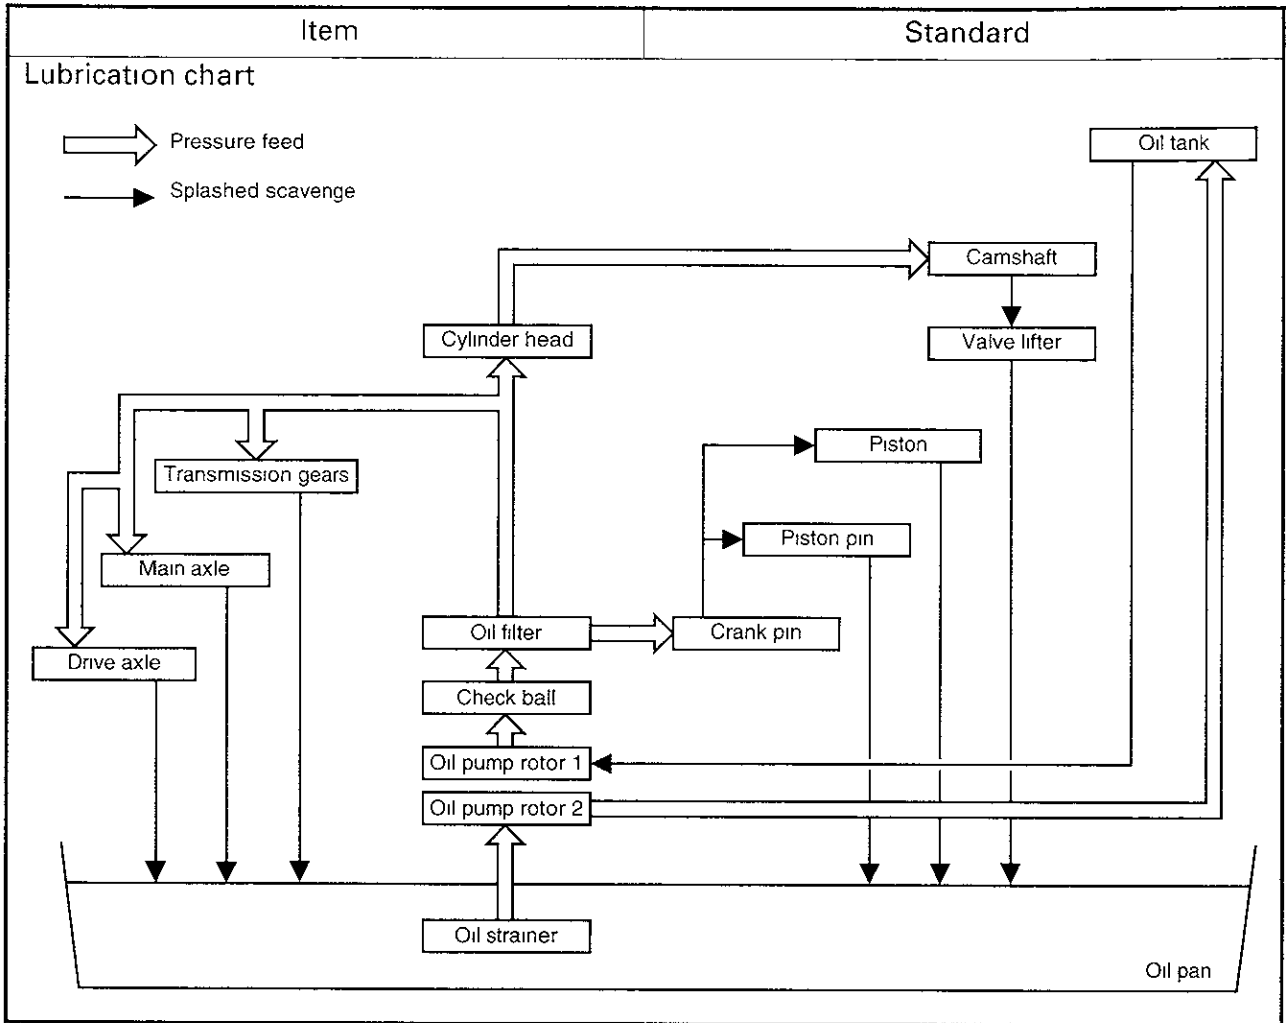 Item
Standard
Lubrication chart
Pressure feed
Splashed scavenge
Oil tank
Camshaft
Cylinder head
Valve lifter
Piston
Transmission gears
Piston pin
Main axle
Oil filter
Crank pin
Drive axle
Check ball
Oil pump rotor 1
Oil pump rotor 2
Oil strainer
Oil pan